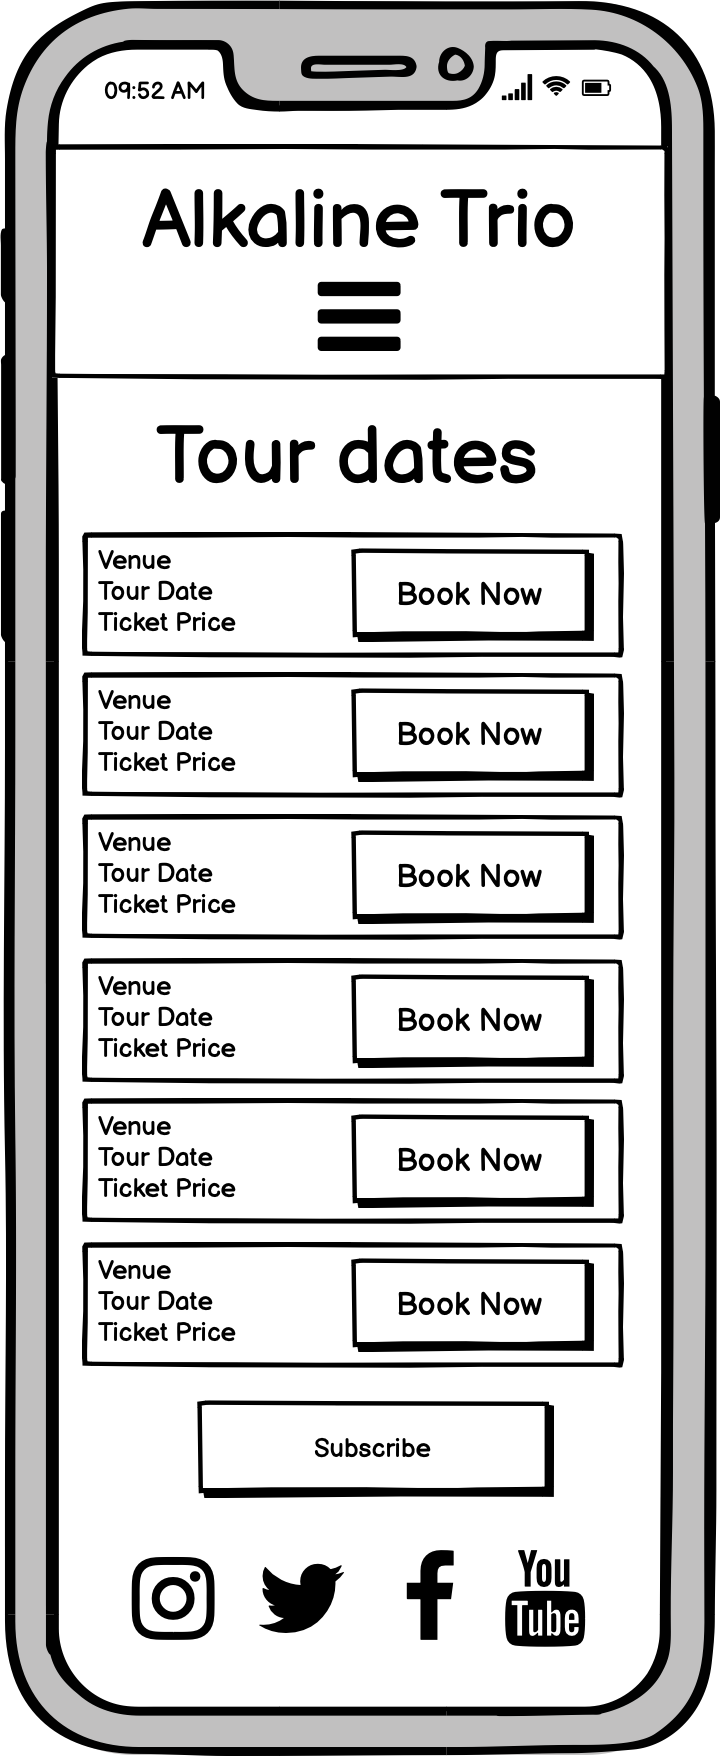 09:52 AM
Alkaline Trio
Tour dates
Venue
Tour Date
Ticket Price
Book Now
Venue
Tour Date
Ticket Price
Book Now
Venue
Tour Date
Ticket Price
Book Now
Venue
Tour Date
Ticket Price
Book Now
Venue
Tour Date
Ticket Price
Book Now
Venue
Tour Date
Ticket Price
Book Now
Subscribe
You
Tube